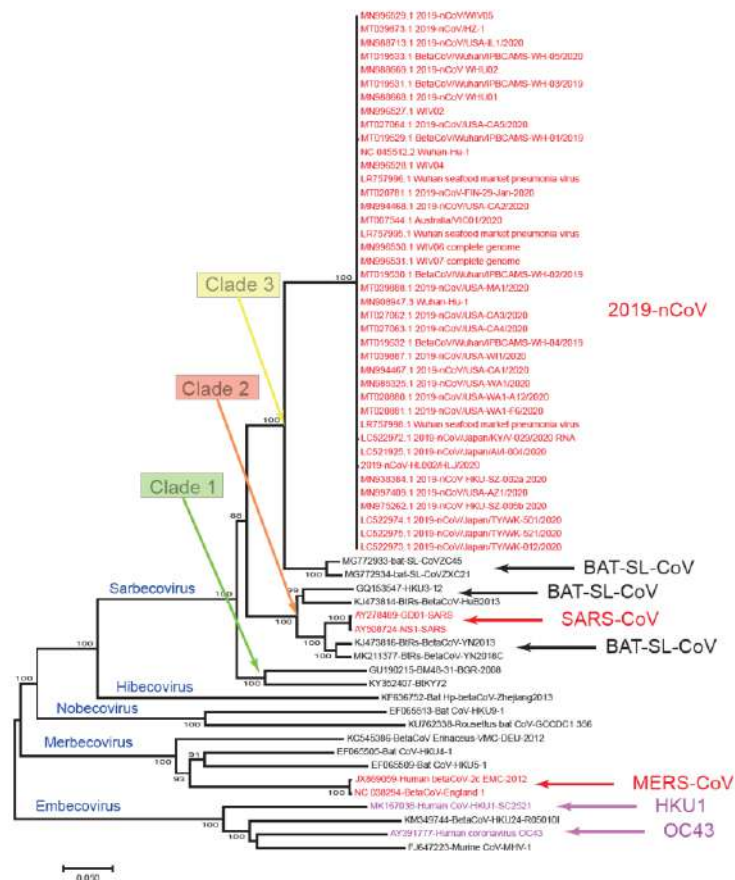 MN996529.1 2019-nCoV/WIV05
MT039873.1 2019-nCoV/HZ-1
MN988713.1 2019-nCoV/USA-IL1/2020
MT019533.1 BetaCoV/Wuhan/IPBCAMS-WH-05/2020
MN988669.1 2019-nCoV WHU02
MT019531.1 BetaCoV/Wuhan/IPBCAMS-WH-03/2019
MN988668.1 2019-nCoV WHU01
MN996527.1 WIV02
MT027064.1 2019-nCoV/USA-CA5/2020
MT019529.1 BetaCoV/Wuhan/IPBCAMS-WH-01/2019
NC-045512.2 Wuhan-Hu-1
MN996528.1 WIV04
LR757996.1 Wuhan seafood market pneumonia virus
MT020781.1 2019-nCoV-FIN-29-Jan-2020
MN994468.1 2019-nCoV/USA-CA2/2020
MT007544.1 Australia/VIC01/2020
LR757995.1 Wuhan seafood market pneumonia virus
MN996530.1 WIV06 complete genome
MN996531.1 WIV07 complete genome
MT019530.1 BetaCoV/Wuhan/IPBCAMS-WH-02/2019
100
MT039888.1 2019-nCoV/USA-MA1/2020
Clade 3
MN908947.3 Wuhan-Hu-1
2019-nCoV
MT027062.1 2019-nCoV/USA-CA3/2020
MT027063.1 2019-nCoV/USA-CA4/2020
MT019532.1 BetaCoV/Wuhan/IPBCAMS-WH-04/2019
MT039887.1 2019-nCoV/USA-WI1/2020
MN994467.1 2019-nCoV/USA-CA1/2020
Clade 2
MN985325.1 2019-nCoV/USA-WA1/2020
MT020880.1 2019-nCoV/USA-WA1-A12/2020
MT020881.1 2019-nCoV/USA-WA1-F6/2020
100
LR757998.1 Wuhan seafood market pneumonia virus
LC522972.1 2019-nCoV/Japan/KY/V-029/2020 RNA
LC521925.1 2019-nCoV/Japan/AI/I-004/2020
2019-nCoV-HL002/HLJ/2020
MN938384.1 2019-nCoV HKU-SZ-002a 2020
Clade 1
MN997409.1 2019-nCoV/USA-AZ1/2020
MN975262.1 2019-nCoV HKU-SZ-005b 2020
88
LC522974.1 2019-nCoV/Japan/TY/WK-501/2020
LC522975.1 2019-nCoV/Japan/TY/WK-521/2020
LC522973.1 2019-nCoV/Japan/TY/WK-012/2020
MG772933-bat-SL-CoVZC45
BAT-SL-CoV
100
MG772934-bat-SL-CoVZXC21
Sarbecovirus
99
GQ153547-HKU3-12
BAT-SL-CoV
KJ473814-BtRs-BetaCoV-HuB2013
100
AY278489-GD01-SARS
SARS-CoV
100
AY508724-NS1-SARS
100
KJ473816-BtRs-BetaCoV-YN2013
BAT-SL-CoV
100
MK211377-BtRs-BetaCoV-YN2018C
100
GU190215-BM48-31-BGR-2008
100
KY352407-BtKY72
Hibecovirus
KF636752-Bat Hp-betaCoV-Zhejiang2013
Nobecovirus
EF065513-Bat CoV-HKU9-1
100
KU762338-Rousettus bat CoV-GCCDC1 356
Merbecovirus
KC545386-BetaCoV Erinaceus-VMC-DEU-2012
91
EF065505-Bat CoV-HKU4-1
EF065509-Bat CoV-HKU5-1
93
JX869059-Human betaCoV-2c EMC-2012
MERS-CoV
100
NC 038294-BetaCoV-England 1
Embecovirus
MK167038-Human CoV-HKU1-SC2521
HKU1
100
KM349744-BetaCoV-HKU24-R05010I
100
AY391777-Human coronavirus OC43
OC43
100
FJ647223-Murine CoV-MHV-1
0.050